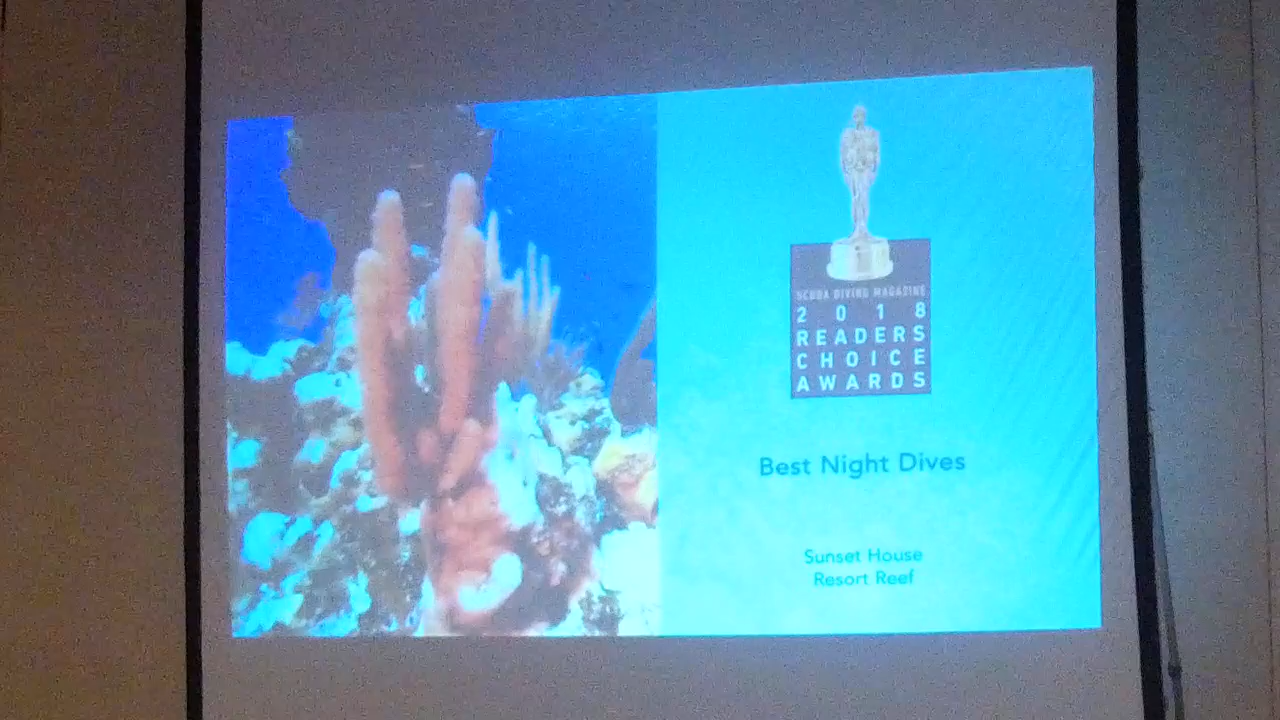 SCUBA DIVING MAGAZINE
2018
READERS
CHOICE
AWARDS
Best Night Dives
Sunset House
Resort Reef